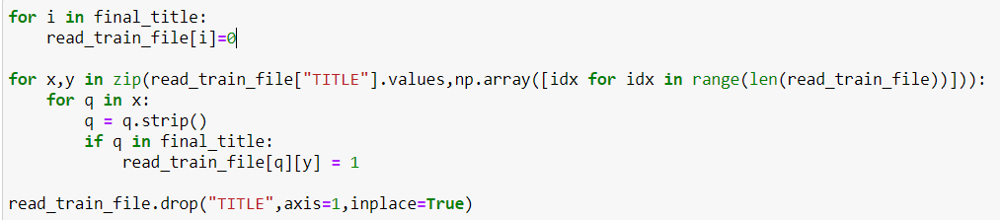 for i in final_title:
    read_train_file[i]=0
for x,y in zip(read_train_file["TITLE"].values,np.array([idx for idx in range(len(read_train_file))])):
    for q in x:
        q = q.strip()
        if q in final_title:
            read_train_file[q][y] = 1
read_train_file.drop("TITLE",axis=1,inplace=True)